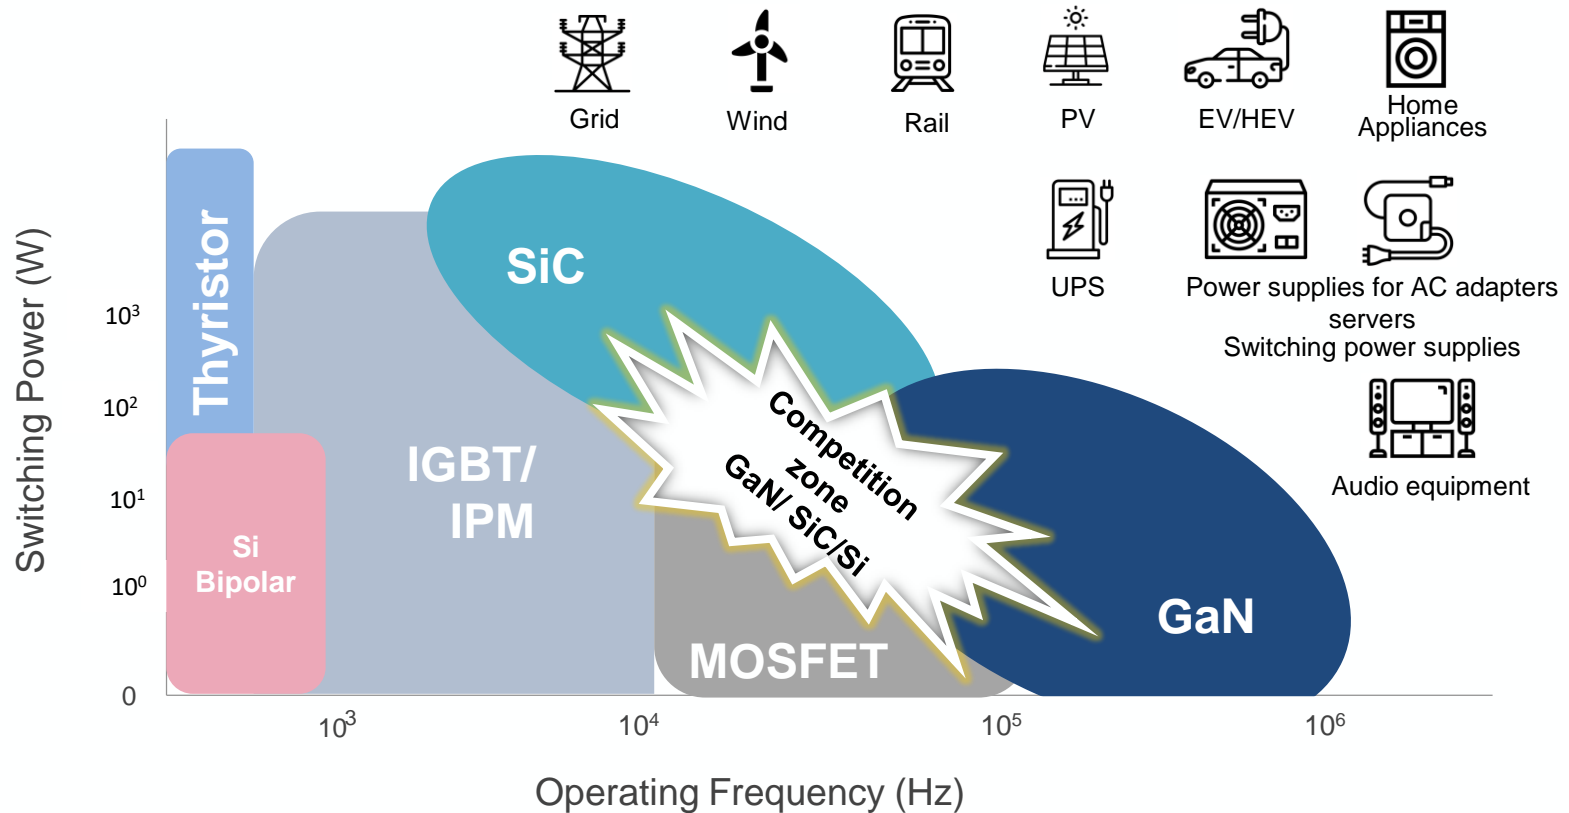 Grid
Wind
Rail
PV
EV/HEV
Home
Appliances
UPS
Power supplies for AC adapters
servers
Switching power supplies
Audio equipment
Switching Power (W)
10³
10²
10¹
10⁰
0
Thyristor
Si
Bipolar
IGBT/
IPM
SiC
Competition
zone
GaN/ SiC/Si
MOSFET
GaN
10³
10⁴
10⁵
10⁶
Operating Frequency (Hz)